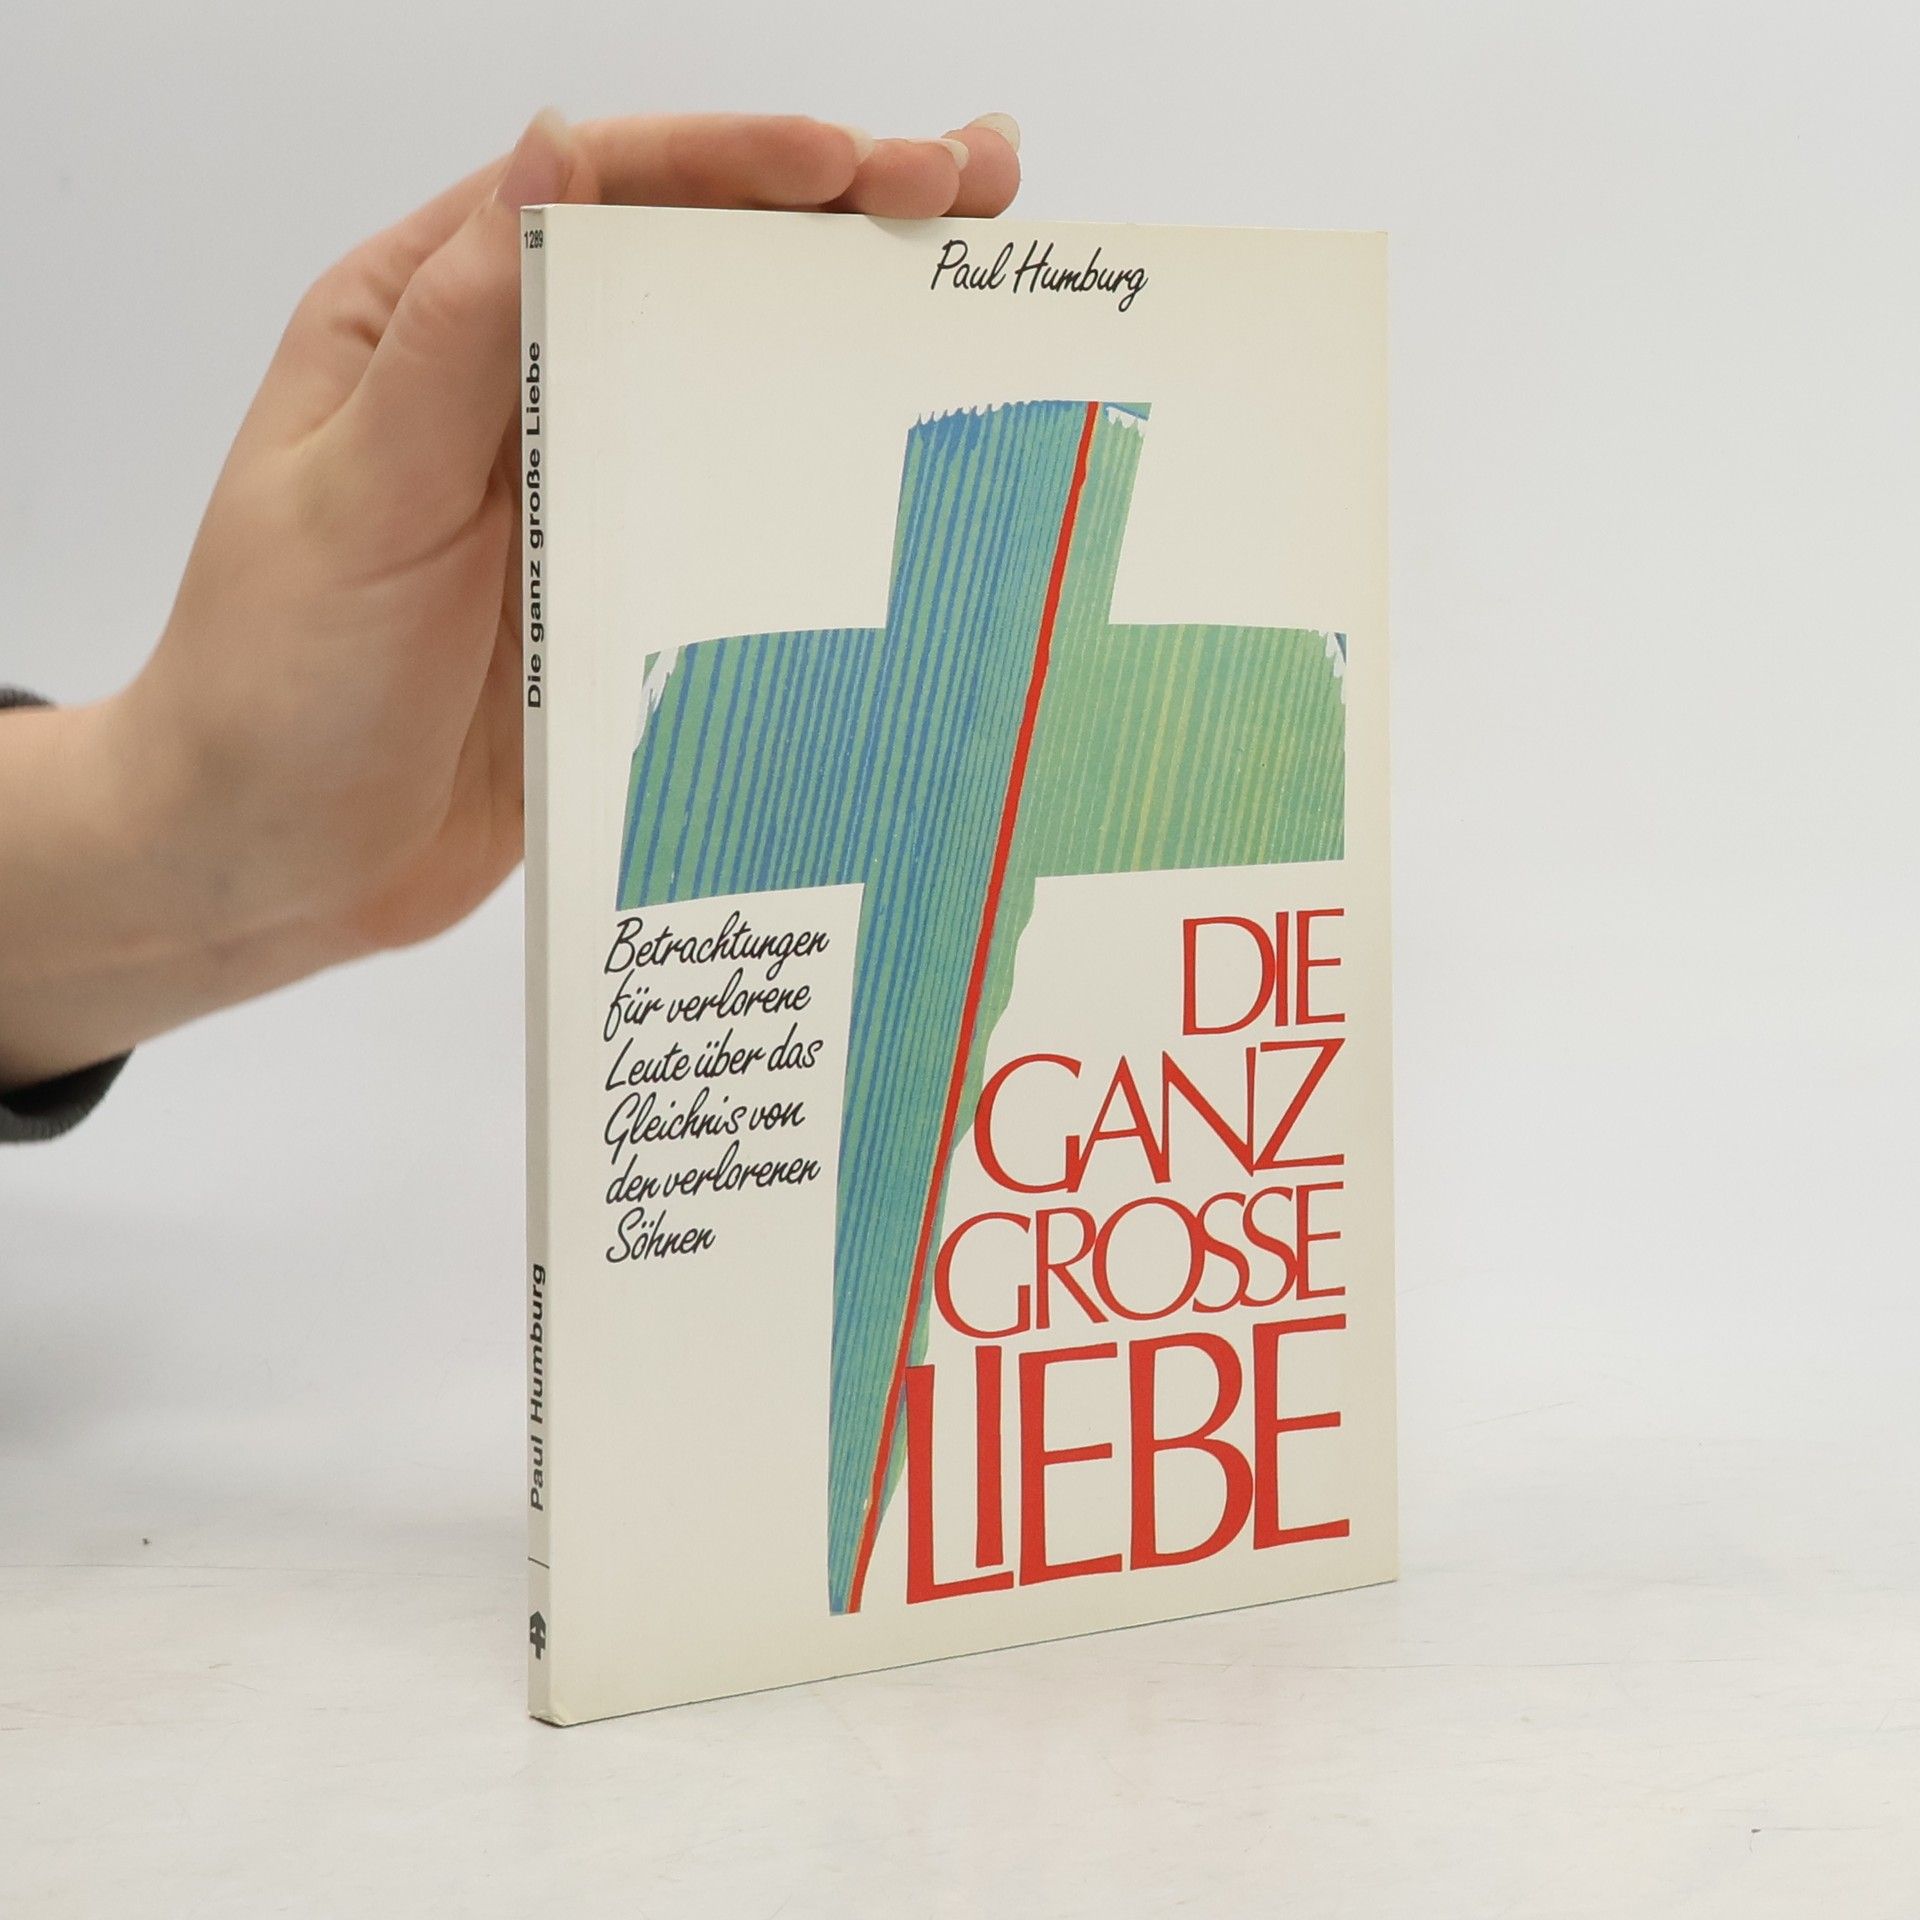 1289
Die ganz große Liebe
Paul Humburg
Paul Humburg
Betrachtungen
für verlorene
Leute über das
Gleichnis von
den verlorenen
Söhnen
DIE
GANZ
GROSSE
LIEBE